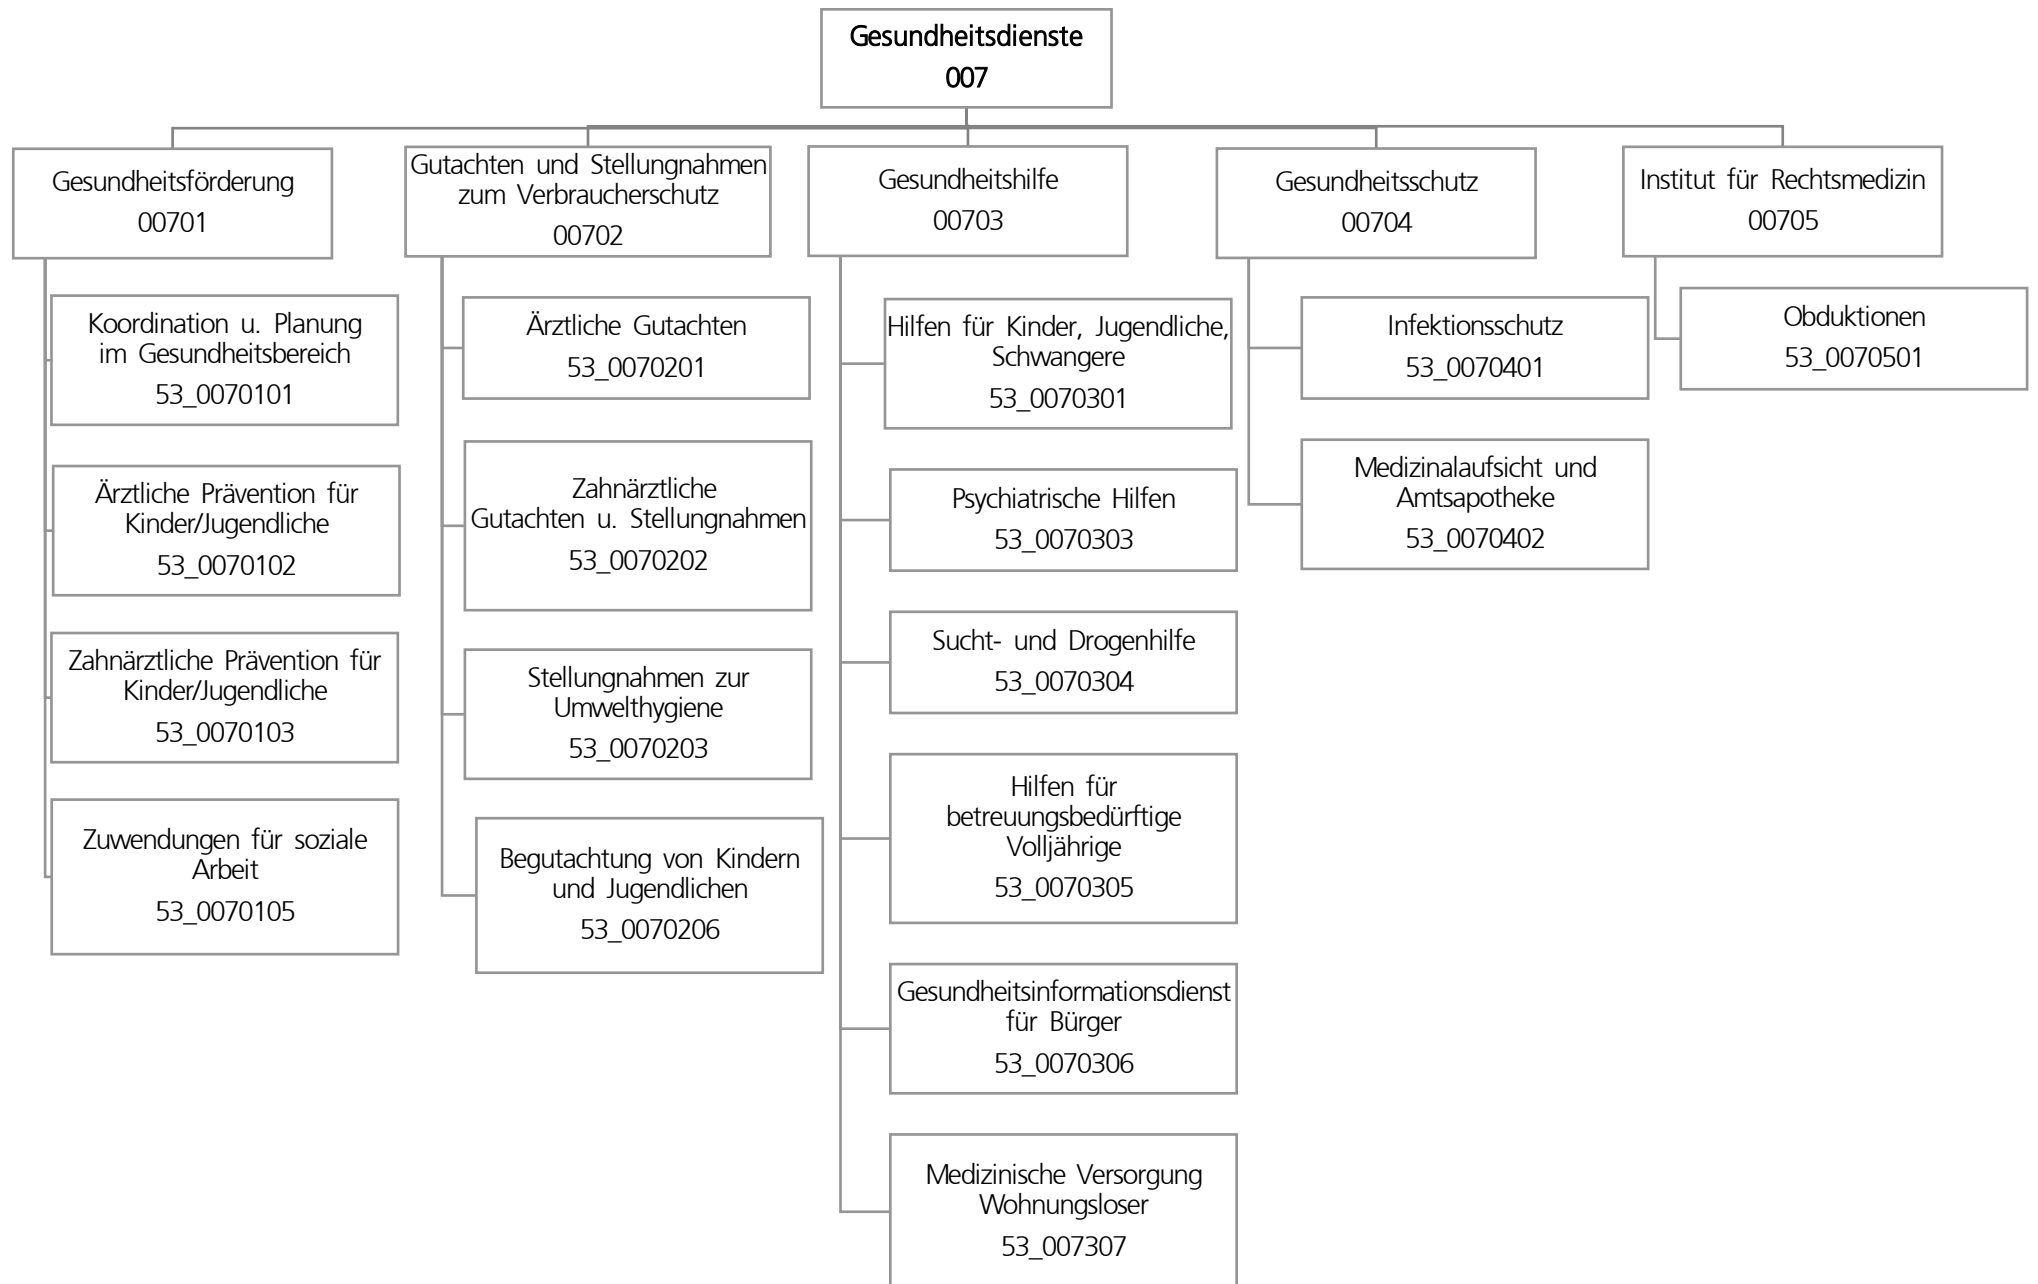 Gesundheitsdienste
007
Gesundheitsförderung
00701
Koordination u. Planung
im Gesundheitsbereich
53_0070101
Ärztliche Prävention für
Kinder/Jugendliche
53_0070102
Zahnärztliche Prävention für
Kinder/Jugendliche
53_0070103
Zuwendungen für soziale
Arbeit
53_0070105
Gutachten und Stellungnahmen
zum Verbraucherschutz
00702
Ärztliche Gutachten
53_0070201
Zahnärztliche
Gutachten u. Stellungnahmen
53_0070202
Stellungnahmen zur
Umwelthygiene
53_0070203
Begutachtung von Kindern
und Jugendlichen
53_0070206
Gesundheitshilfe
00703
Hilfen für Kinder, Jugendliche,
Schwangere
53_0070301
Psychiatrische Hilfen
53_0070303
Sucht- und Drogenhilfe
53_0070304
Hilfen für
betreuungsbedürftige
Volljährige
53_0070305
Gesundheitsinformationsdienst
für Bürger
53_0070306
Medizinische Versorgung
Wohnungsloser
53_007307
Gesundheitsschutz
00704
Infektionsschutz
53_0070401
Medizinalaufsicht und
Amtsapotheke
53_0070402
Institut für Rechtsmedizin
00705
Obduktionen
53_0070501